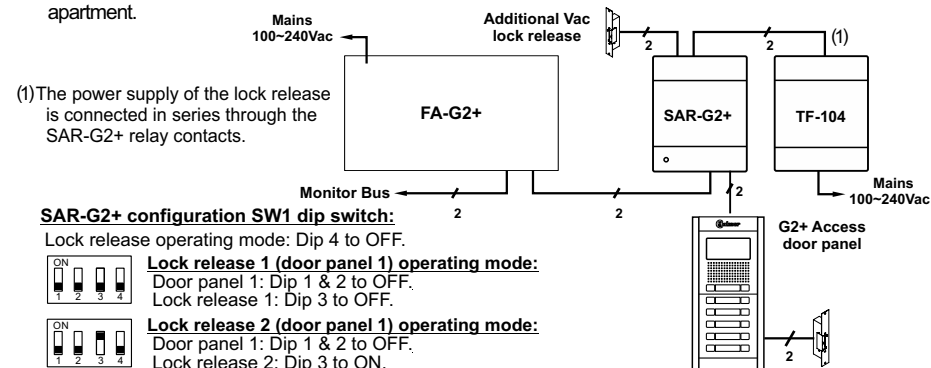 apartment.
Mains
100~240Vac
Additional Vac
lock release
2
2
(1)
(1) The power supply of the lock release
is connected in series through the
SAR-G2+ relay contacts.
FA-G2+
SAR-G2+
TF-104
Monitor Bus
2
2
2
Mains
100~240Vac
SAR-G2+ configuration SW1 dip switch:
Lock release operating mode: Dip 4 to OFF.
G2+ Access
door panel
ON
1 2 3 4
Lock release 1 (door panel 1) operating mode:
Door panel 1: Dip 1 & 2 to OFF.
Lock release 1: Dip 3 to OFF.
ON
1 2 3 4
Lock release 2 (door panel 1) operating mode:
Door panel 1: Dip 1 & 2 to OFF.
Lock release 2: Dip 3 to ON.
2